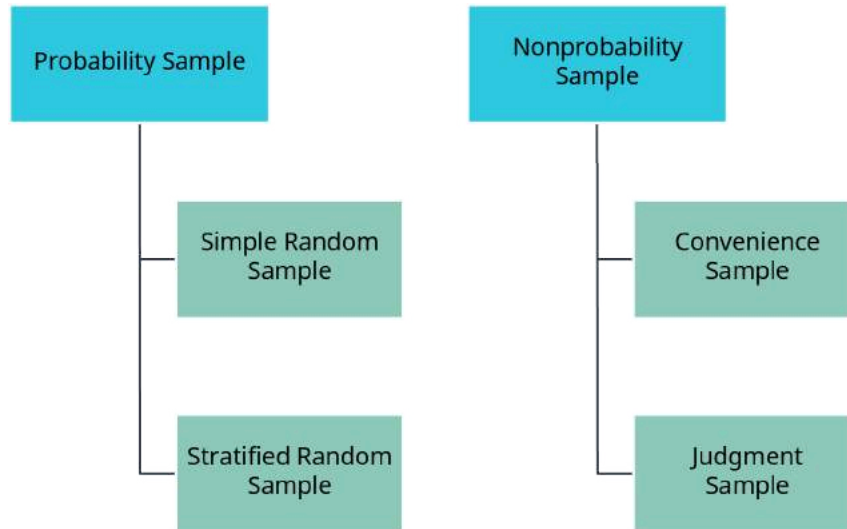 Probability Sample
Simple Random
Sample
Stratified Random
Sample
Nonprobability
Sample
Convenience
Sample
Judgment
Sample